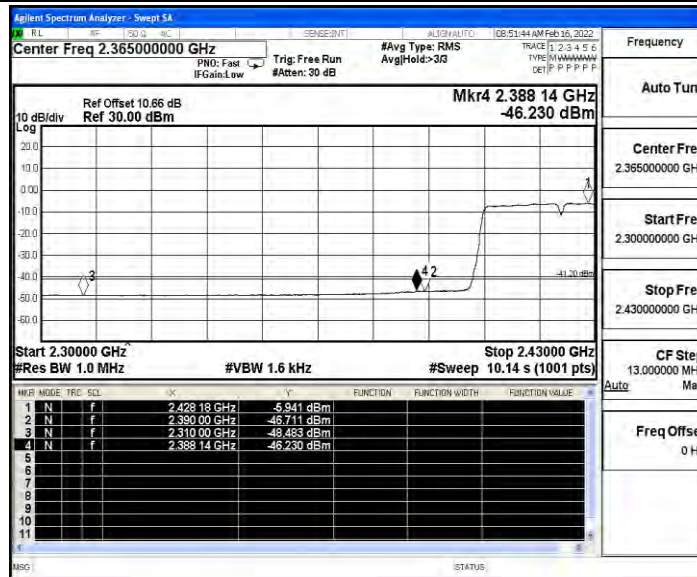 Agilent Spectrum Analyzer - Swept SA
RL RF 50 Ω AC SENSE:INT ALIGN AUTO 08:51:44 AM Feb 16, 2022
Center Freq 2.365000000 GHz
PNO: Fast
IFGain:Low
Trig: Free Run
#Atten: 30 dB
#Avg Type: RMS
Avg|Hold:>3/3
TRACE 1 2 3 4 5 6
TYPE M W W W W W
DET P P P P P P
Ref Offset 10.66 dB
Ref 30.00 dBm
10 dB/div
Log
Mkr4 2.388 14 GHz
-46.230 dBm
20.0
10.0
0.00
-10.0
-20.0
-30.0
-40.0
-50.0
-60.0
1
3
4 2
-41.20 dBm
Start 2.30000 GHz
Stop 2.43000 GHz
#Res BW 1.0 MHz
#VBW 1.6 kHz
#Sweep 10.14 s (1001 pts)
MKR MODE TRC SCL X Y FUNCTION FUNCTION WIDTH FUNCTION VALUE
1 N f 2.428 18 GHz -5.941 dBm
2 N f 2.390 00 GHz -46.711 dBm
3 N f 2.310 00 GHz -48.483 dBm
4 N f 2.388 14 GHz -46.230 dBm
5
6
7
8
9
10
11
MSG
STATUS
Frequency
Auto Tun
Center Fre
2.365000000 GH
Start Fre
2.300000000 GH
Stop Fre
2.430000000 GH
CF Ste
13.000000 MH
Auto Ma
Freq Offse
0 H